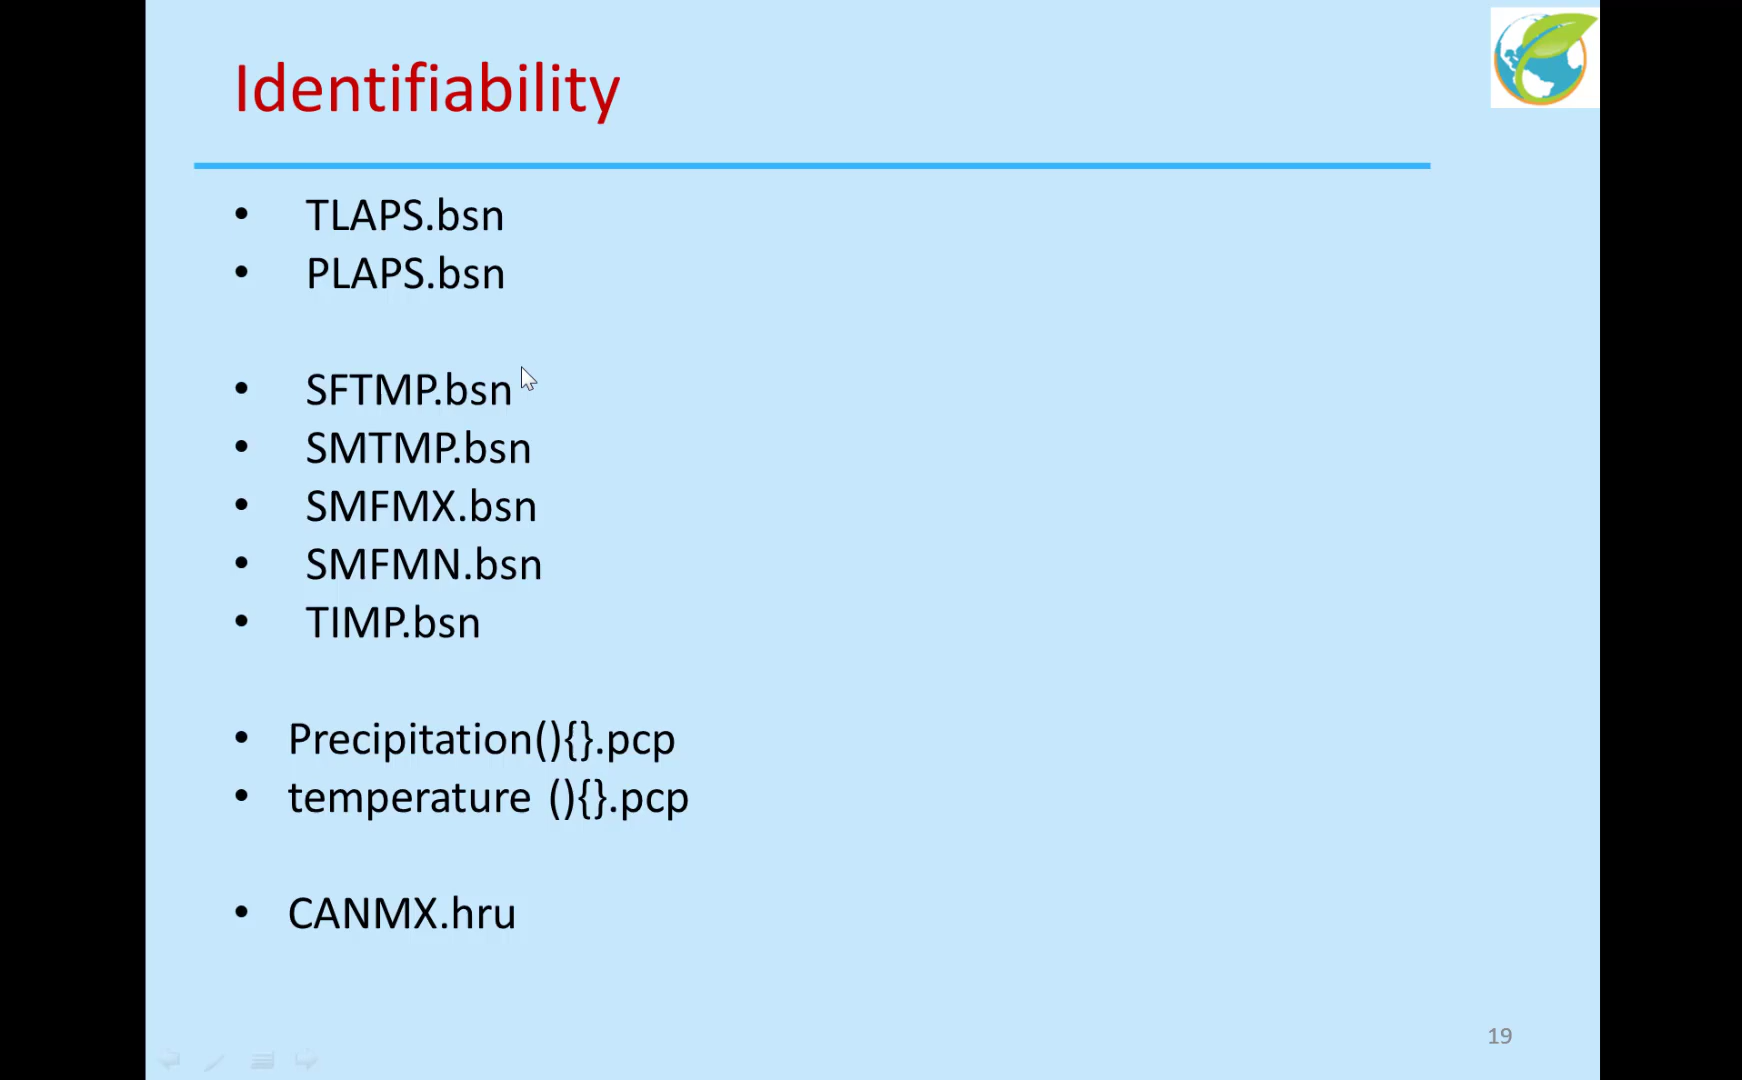 Identifiability
• TLAPS.bsn
• PLAPS.bsn
• SFTMP.bsn
• SMTMP.bsn
• SMFMX.bsn
• SMFMN.bsn
• TIMP.bsn
• Precipitation(){}.pcp
• temperature (){}.pcp
• CANMX.hru
19